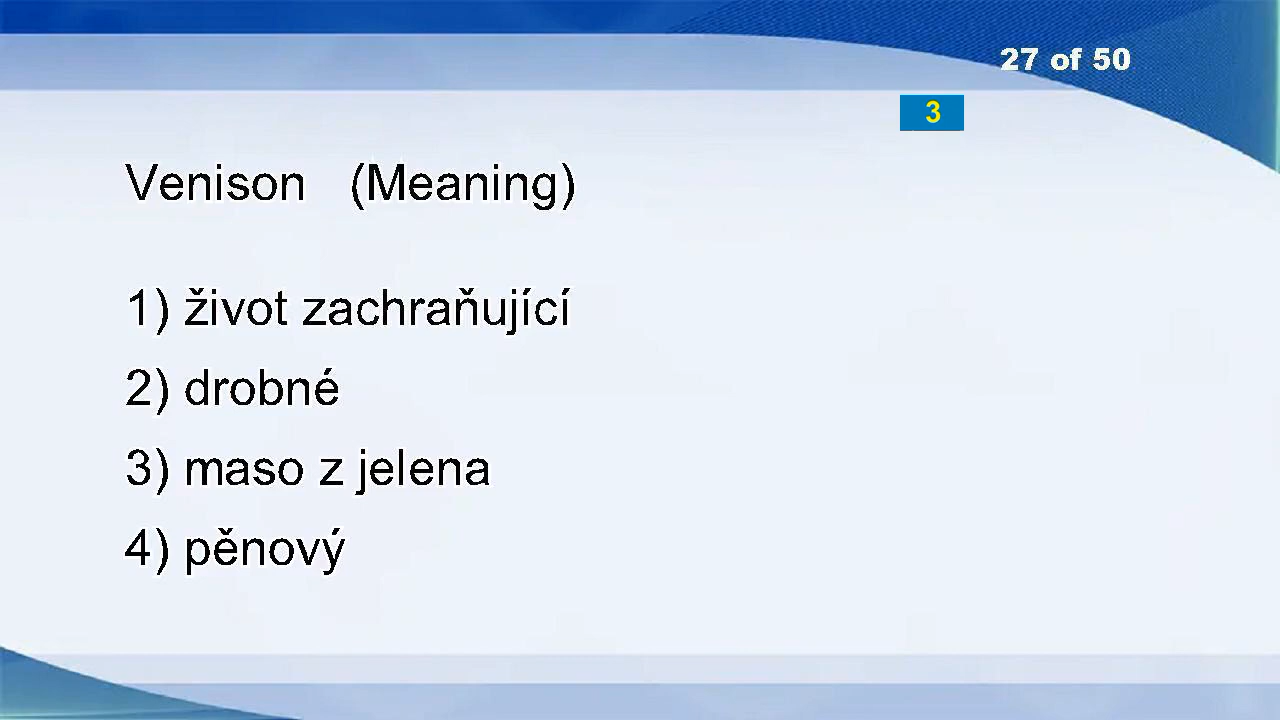 27 of 50
3
Venison (Meaning)
1) život zachraňující
2) drobné
3) maso z jelena
4) pěnový